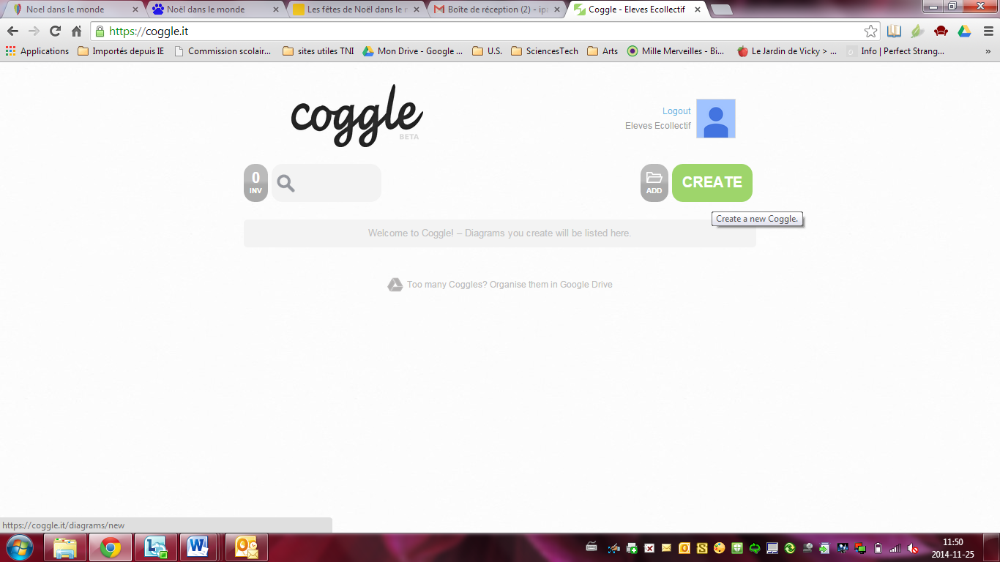 Noel dans le monde
Noël dans le monde
Les fêtes de Noël dans le r
Boîte de réception (2) - ip
Coggle - Eleves Ecollectif
https://coggle.it
Applications
Importés depuis IE
Commission scolair...
sites utiles TNI
Mon Drive - Google ...
U.S.
SciencesTech
Arts
Mille Merveilles - Bi...
Le Jardin de Vicky > ...
Info | Perfect Strang...
»
coggle
BETA
Logout
Eleves Ecollectif
0
INV
ADD
CREATE
Create a new Coggle.
Welcome to Coggle! – Diagrams you create will be listed here.
Too many Coggles? Organise them in Google Drive
https://coggle.it/diagrams/new
11:50
2014-11-25